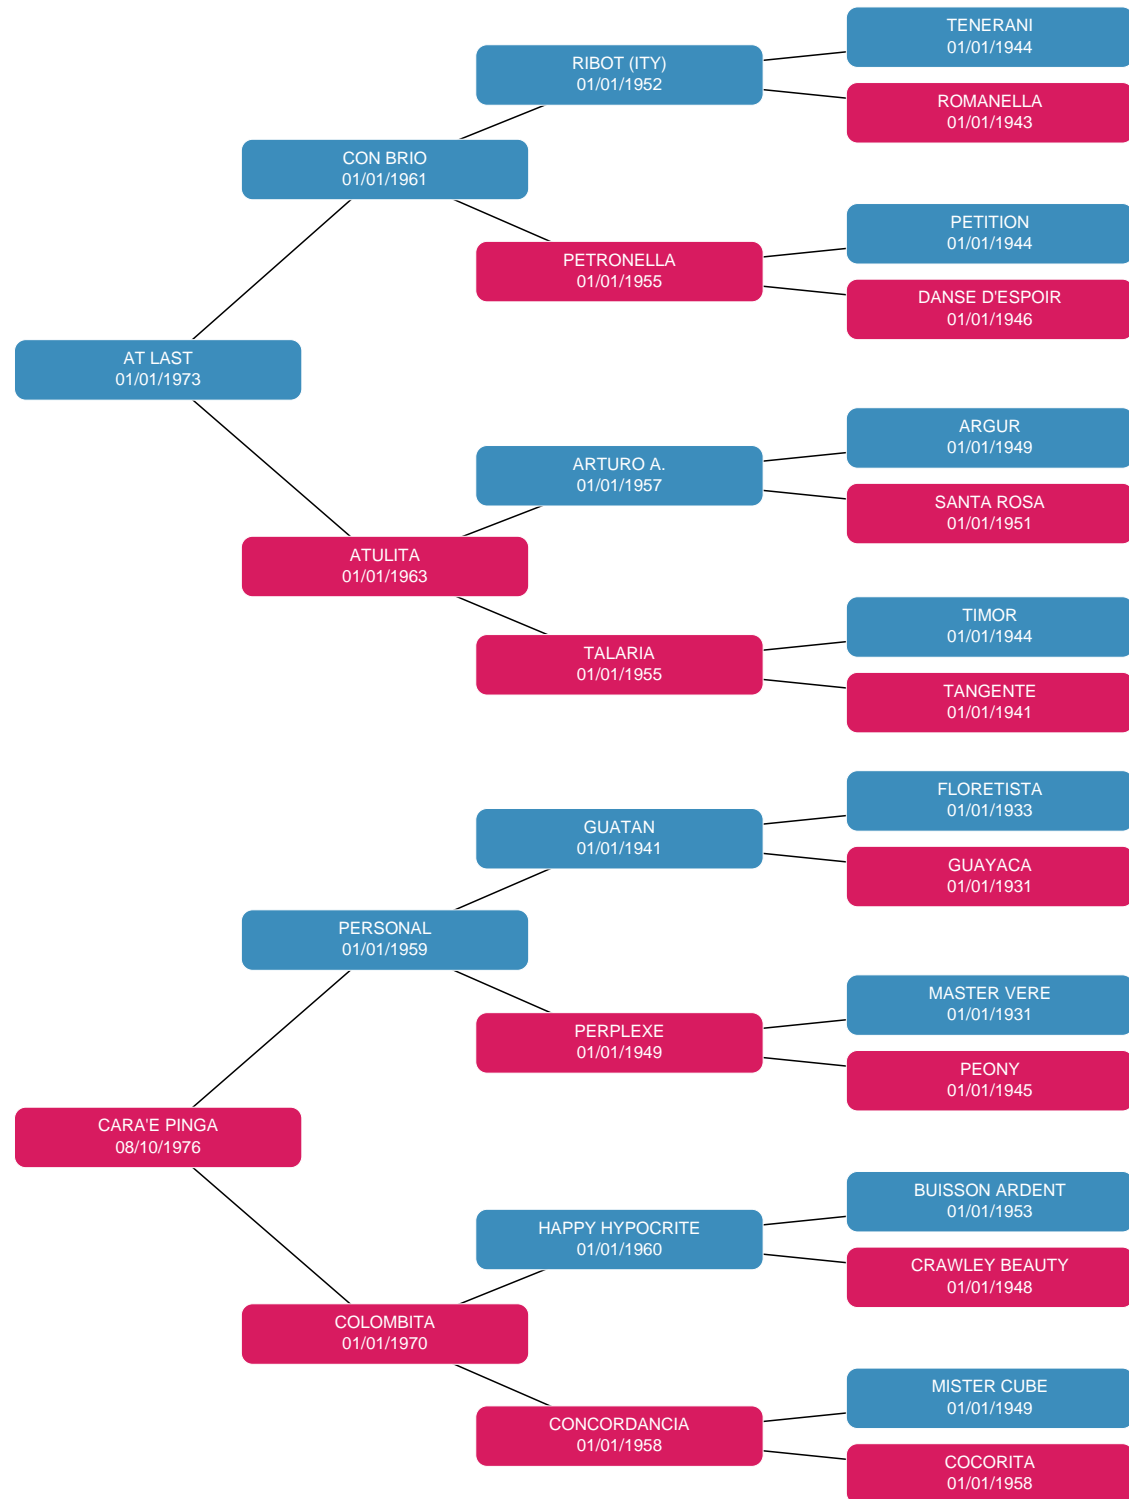 TENERANI
01/01/1944
RIBOT (ITY)
01/01/1952
ROMANELLA
01/01/1943
CON BRIO
01/01/1961
PETITION
01/01/1944
PETRONELLA
01/01/1955
DANSE D'ESPOIR
01/01/1946
AT LAST
01/01/1973
ARGUR
01/01/1949
ARTURO A.
01/01/1957
SANTA ROSA
01/01/1951
ATULITA
01/01/1963
TIMOR
01/01/1944
TALARIA
01/01/1955
TANGENTE
01/01/1941
FLORETISTA
01/01/1933
GUATAN
01/01/1941
GUAYACA
01/01/1931
PERSONAL
01/01/1959
MASTER VERE
01/01/1931
PERPLEXE
01/01/1949
PEONY
01/01/1945
CARA'E PINGA
08/10/1976
BUISSON ARDENT
01/01/1953
HAPPY HYPOCRITE
01/01/1960
CRAWLEY BEAUTY
01/01/1948
COLOMBITA
01/01/1970
MISTER CUBE
01/01/1949
CONCORDANCIA
01/01/1958
COCORITA
01/01/1958